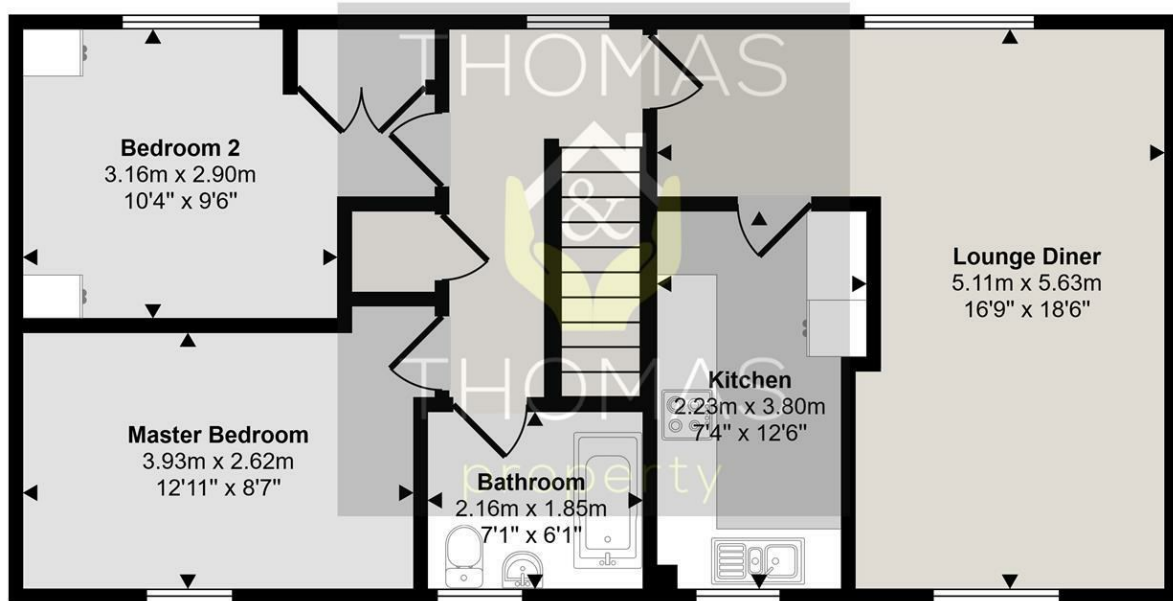 THOMAS
&
THOMAS
property
Bedroom 2
3.16m x 2.90m
10'4" x 9'6"
Lounge Diner
5.11m x 5.63m
16'9" x 18'6"
Kitchen
2.23m x 3.80m
7'4" x 12'6"
Master Bedroom
3.93m x 2.62m
12'11" x 8'7"
Bathroom
2.16m x 1.85m
7'1" x 6'1"